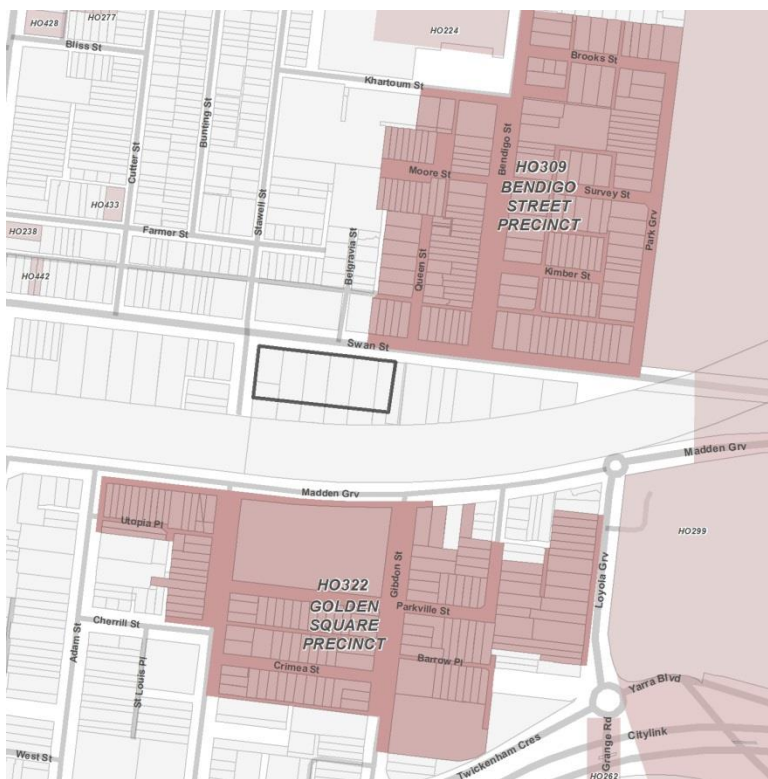 HO428
HO277
HO224
Bliss St
Brooks St
Khartoum St
Bunting St
Bendigo St
Cutter St
HO309
BENDIGO
STREET
PRECINCT
Moore St
Survey St
HO433
Stawell St
Park Grv
HO238
Farmer St
Belgravia St
Queen St
Kimber St
HO442
Swan St
Madden Grv
Madden Grv
Utopia Pl
HO299
HO322
GOLDEN
SQUARE
PRECINCT
Gibdon St
Loyola Grv
Parkville St
Cherrill St
Adam St
St Louis Pl
Crimea St
Barrow Pl
Yarra Blvd
Citylink
Grange Rd
West St
Twickenham Cres
HO262